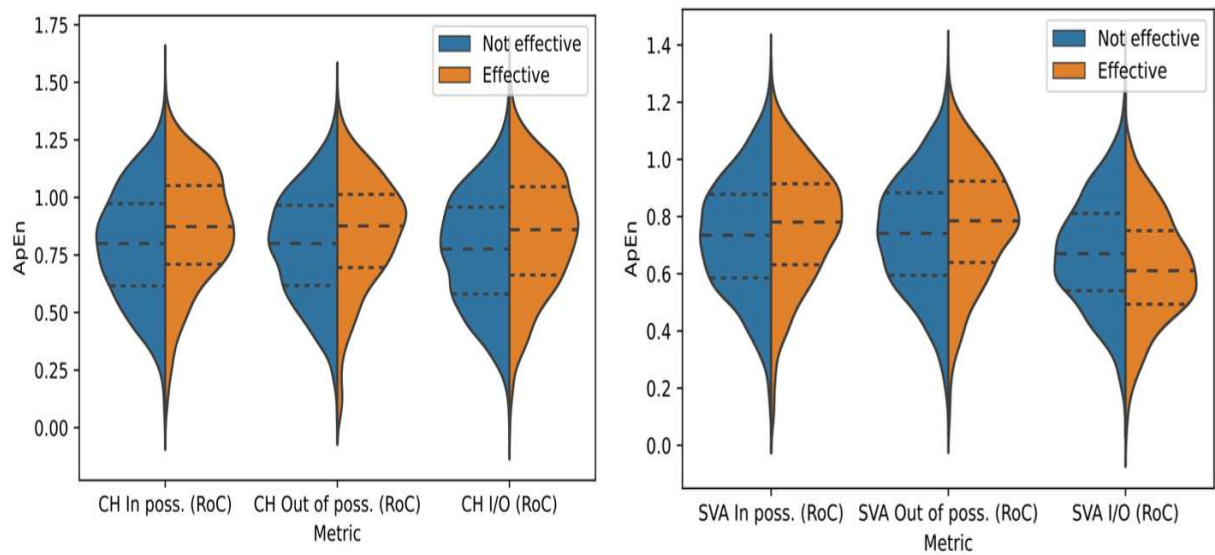 1.75
1.50
1.25
1.00
0.75
0.50
0.25
0.00
ApEn
Not effective
Effective
CH In poss. (RoC) CH Out of poss. (RoC) CH I/O (RoC)
Metric
1.4
1.2
1.0
0.8
0.6
0.4
0.2
0.0
ApEn
Not effective
Effective
SVA In poss. (RoC) SVA Out of poss. (RoC) SVA I/O (RoC)
Metric